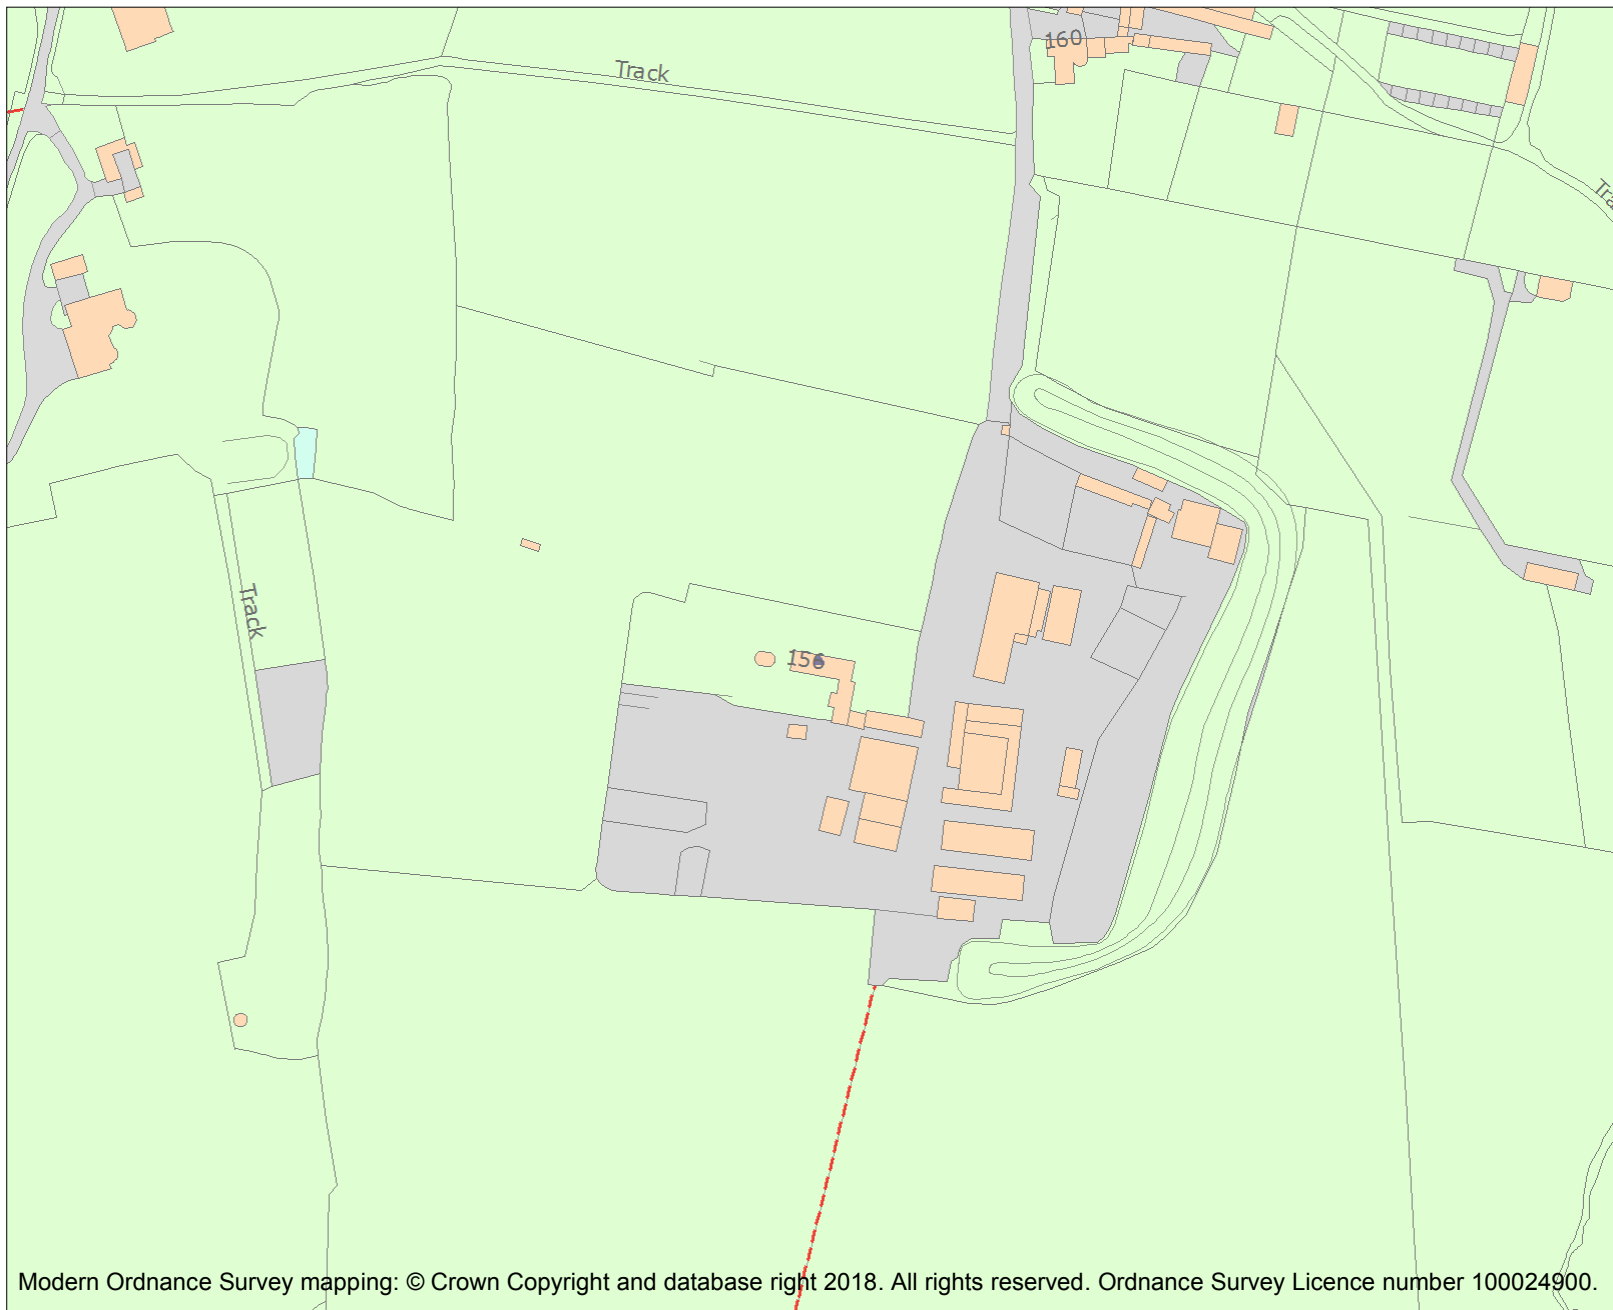 160
Track
Tra
Track
156
Modern Ordnance Survey mapping: © Crown Copyright and database right 2018. All rights reserved. Ordnance Survey Licence number 100024900.